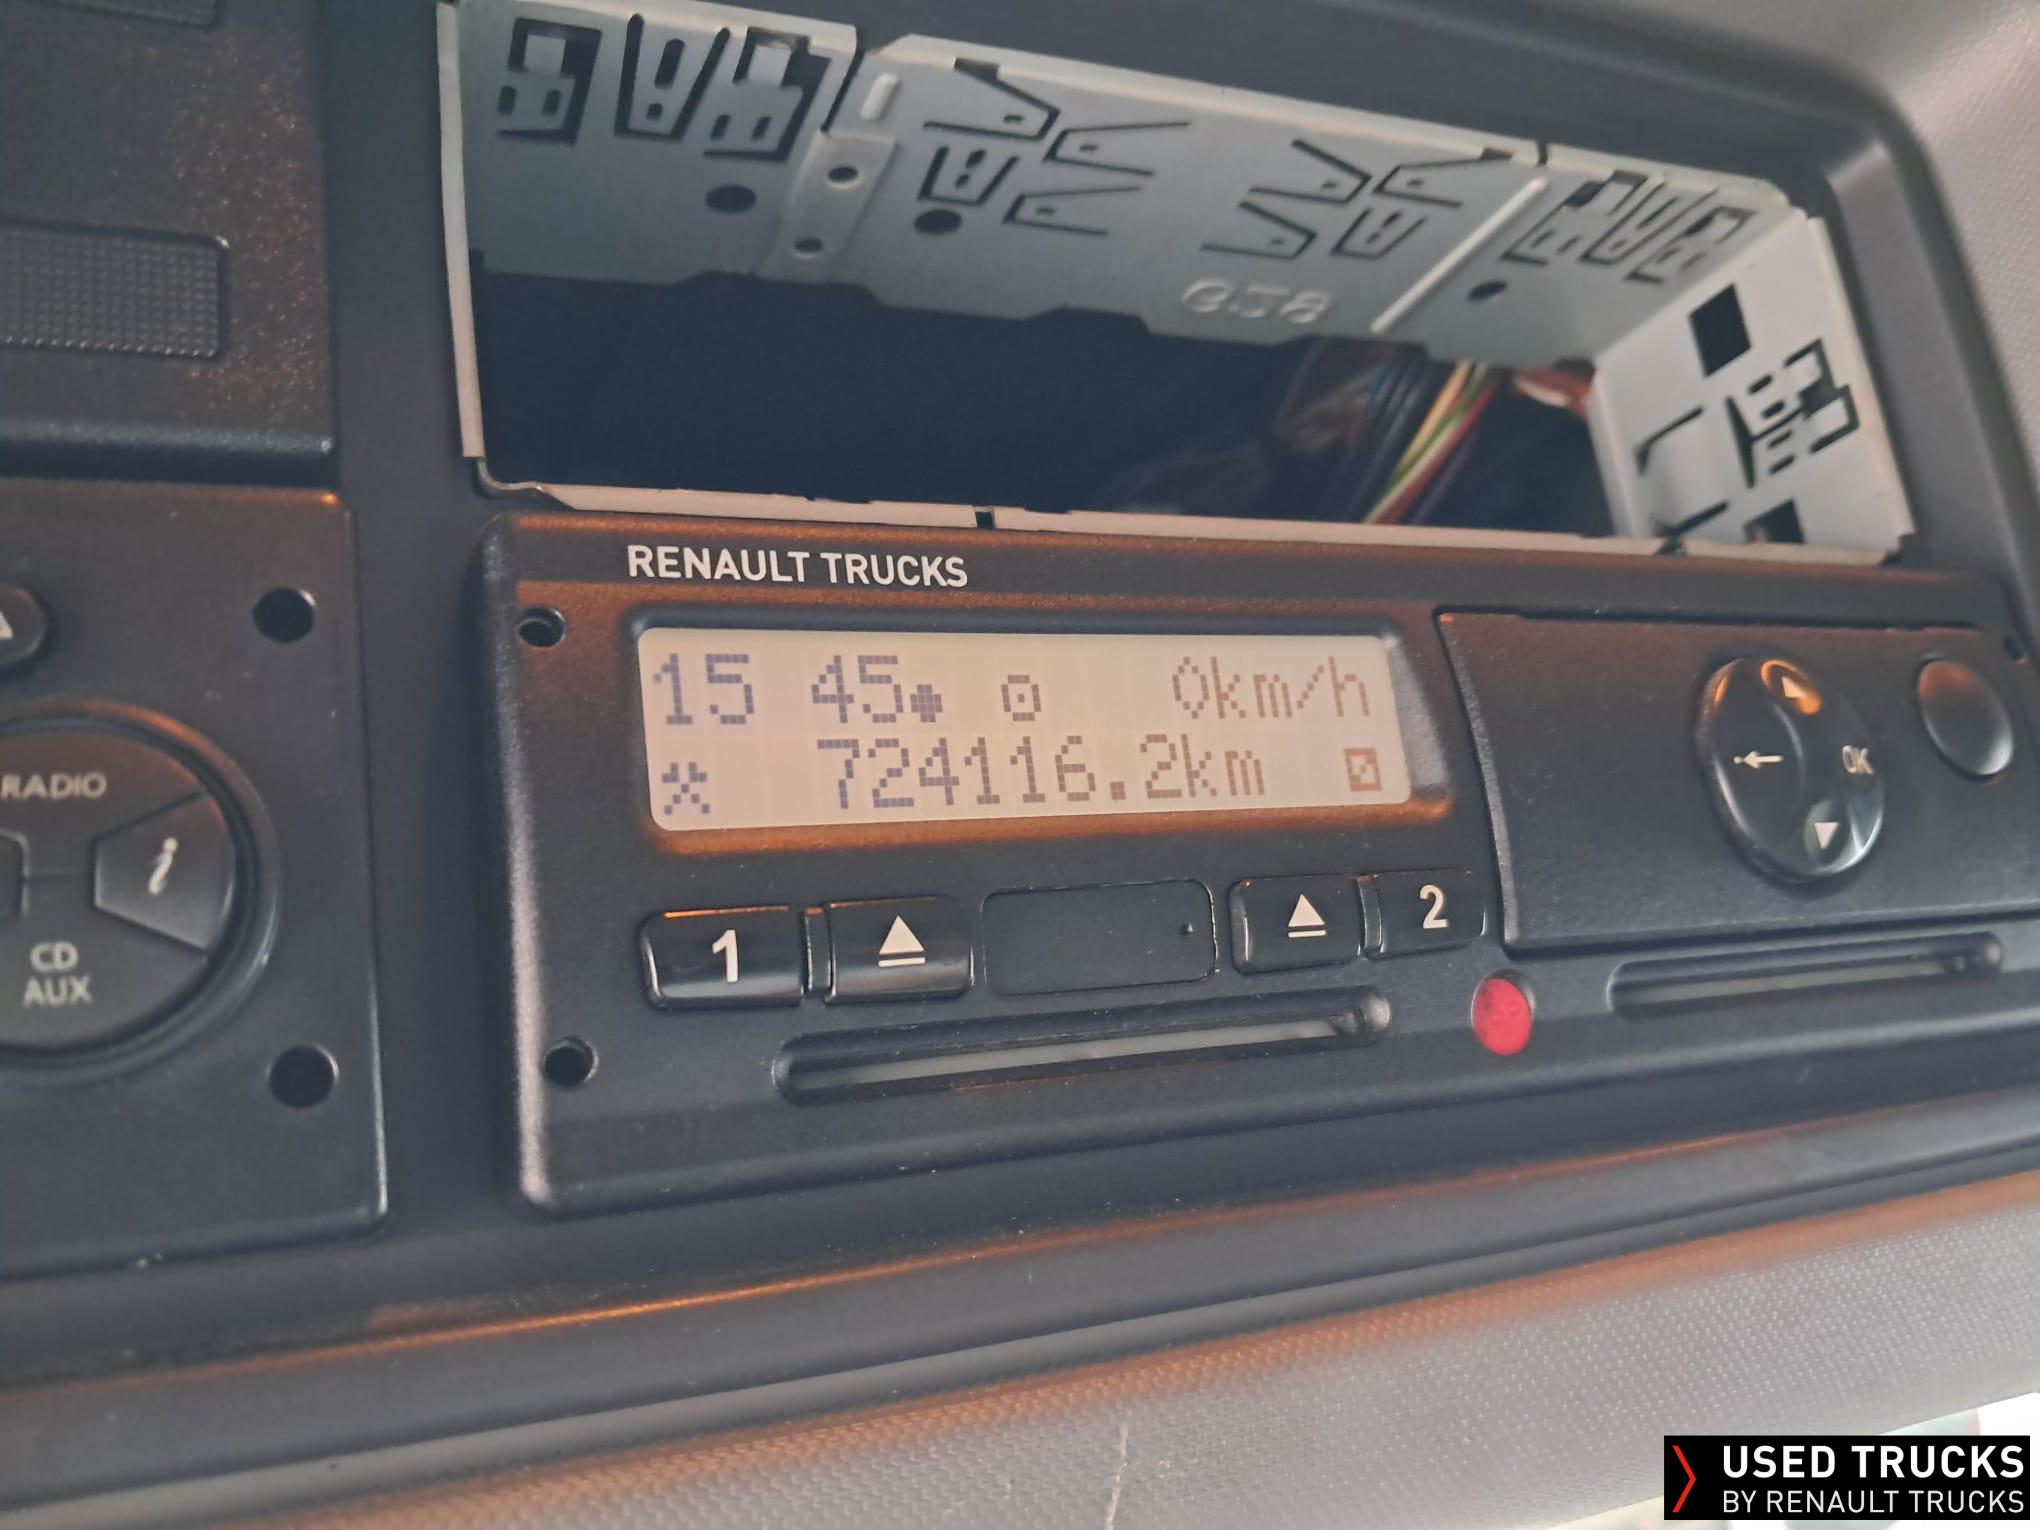 RENAULT TRUCKS
15 45 0km/h
724116.2km
1
2
OK
RADIO
i
CD
AUX
USED TRUCKS
BY RENAULT TRUCKS